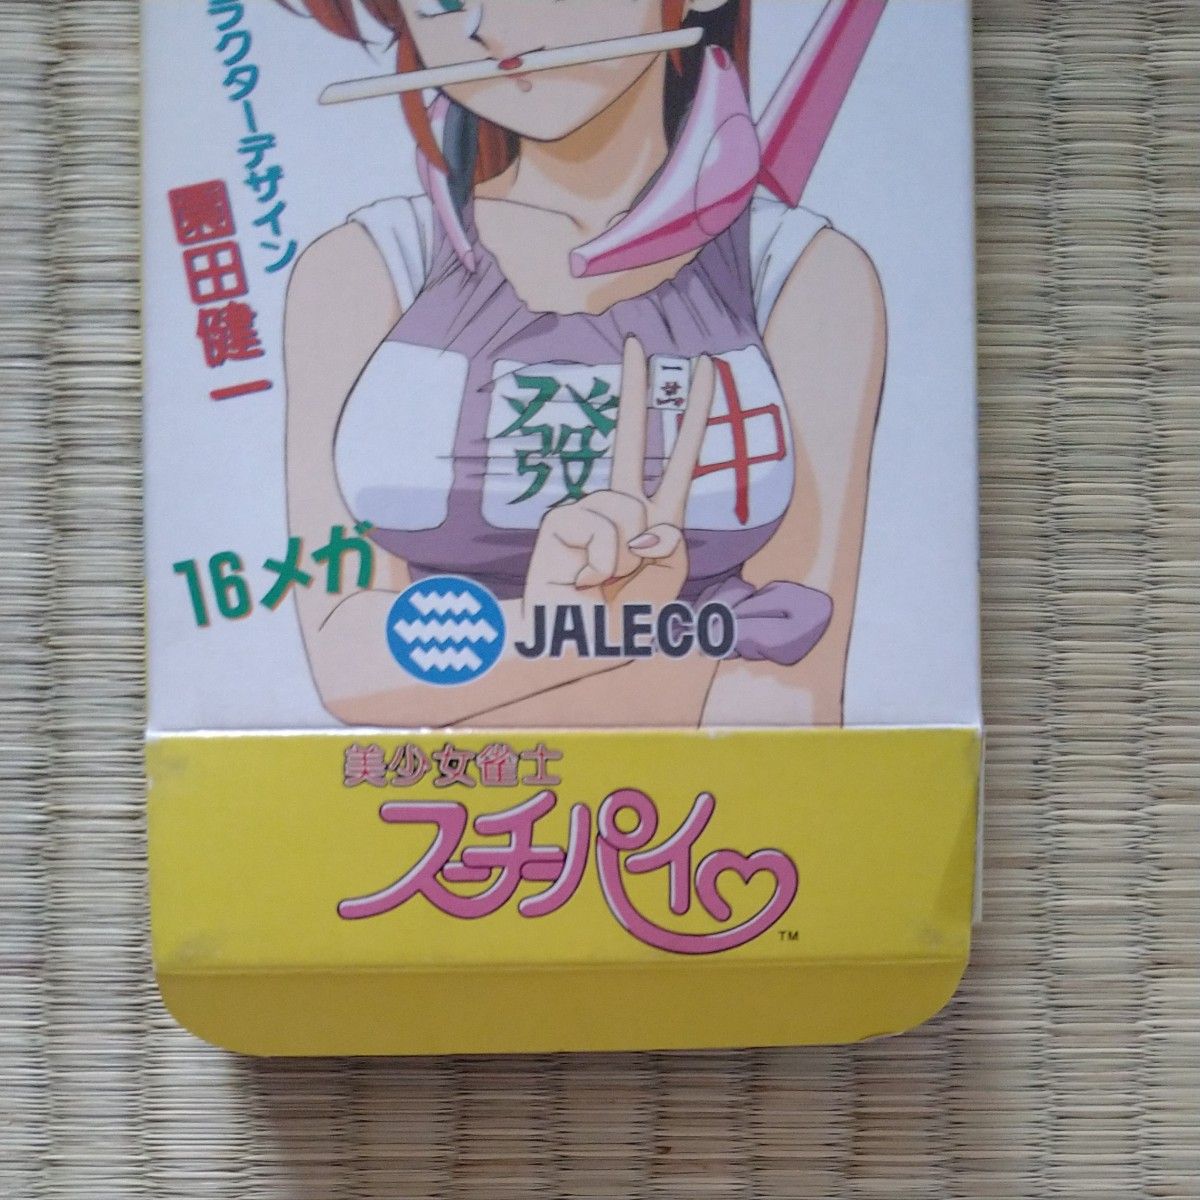 ラクターデザイン
園田健一
發
中
一萬
16メガ
JALECO
美少女雀士
スーチーパイ
TM